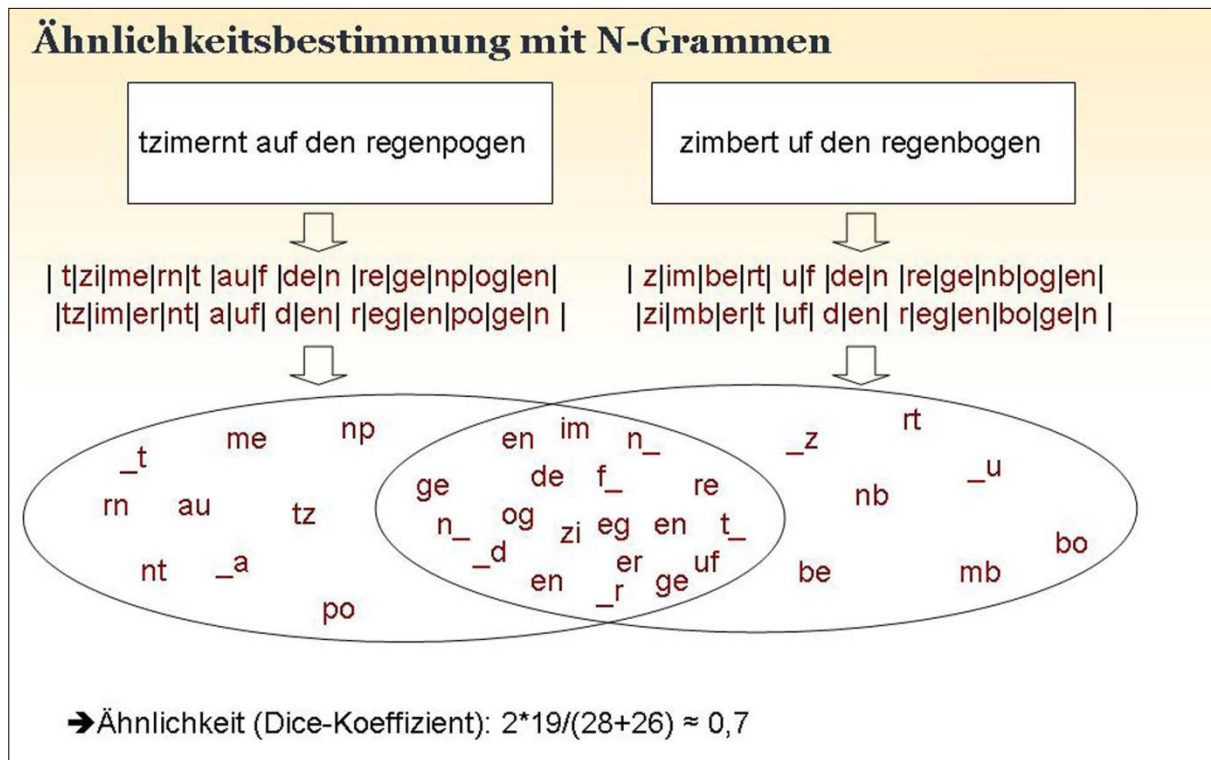 Ähnlichkeitsbestimmung mit N-Grammen
tzimernt auf den regenpogen
zimbert uf den regenbogen
| t|zi|me|rn|t |au|f |de|n |re|ge|np|og|en|
|tz|im|er|nt| a|uf| d|en| r|eg|en|po|ge|n |
| z|im|be|rt| u|f |de|n |re|ge|nb|og|en|
|zi|mb|er|t |uf| d|en| r|eg|en|bo|ge|n |
_t
me
np
rn
au
tz
nt
_a
po
en
im
n_
ge
de
f_
re
n_
og
zi
eg
en
t_
_d
er
uf
en
_r
ge
_z
rt
_u
nb
be
mb
bo
➔Ähnlichkeit (Dice-Koeffizient): 2*19/(28+26) ≈ 0,7